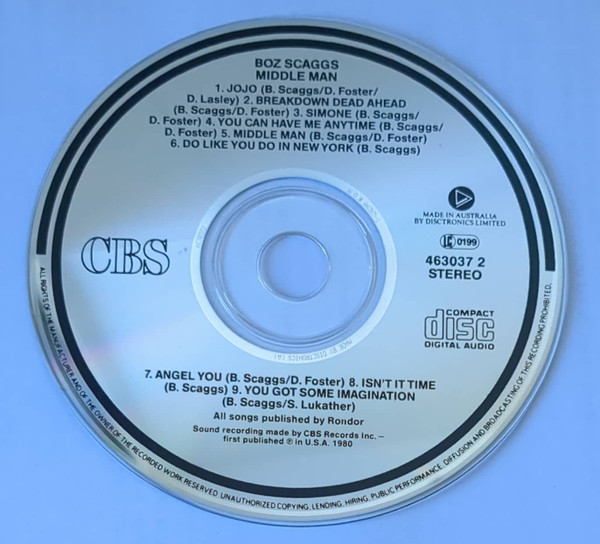 BOZ SCAGGS
MIDDLE MAN
1. JOJO (B. Scaggs/D. Foster/
D. Lasley) 2. BREAKDOWN DEAD AHEAD
(B. Scaggs/D. Foster) 3. SIMONE (B. Scaggs/
D. Foster) 4. YOU CAN HAVE ME ANYTIME (B. Scaggs/
D. Foster) 5. MIDDLE MAN (B. Scaggs/D. Foster)
6. DO LIKE YOU DO IN NEW YORK (B. Scaggs)
MADE IN AUSTRALIA
BY DISCTRONICS LIMITED
LC 0199
CBS
463037 2
STEREO
COMPACT
disc
DIGITAL AUDIO
MADE BY DISCTRONICS (A)
7. ANGEL YOU (B. Scaggs/D. Foster) 8. ISN'T IT TIME
(B. Scaggs) 9. YOU GOT SOME IMAGINATION
(B. Scaggs/S. Lukather)
All songs published by Rondor
Sound recording made by CBS Records Inc. –
first published ℗ in U.S.A. 1980
ALL RIGHTS OF THE MANUFACTURER AND OF THE OWNER OF THE RECORDED WORK RESERVED. UNAUTHORIZED COPYING, LENDING, HIRING, PUBLIC PERFORMANCE, DIFFUSION AND BROADCASTING OF THIS RECORDING PROHIBITED.